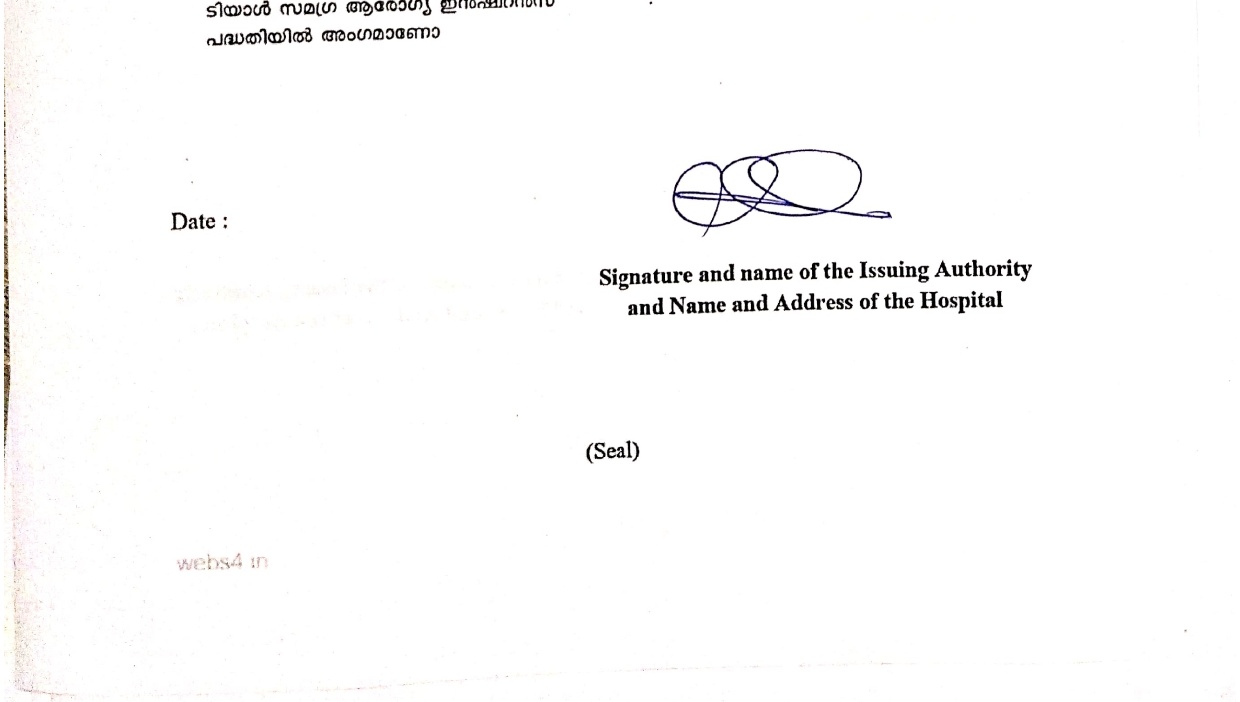 ടിയാൾ സമഗ്ര ആരോഗ്യ ഇൻഷുറൻസ്
പദ്ധതിയിൽ അംഗമാണോ
Date :
Signature and name of the Issuing Authority
and Name and Address of the Hospital
(Seal)
webs4 in